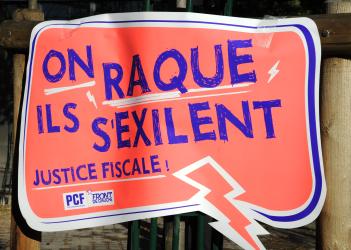 ON RAQUE
ILS S'EXILENT
JUSTICE FISCALE !
PCF FRONT DE GAUCHE